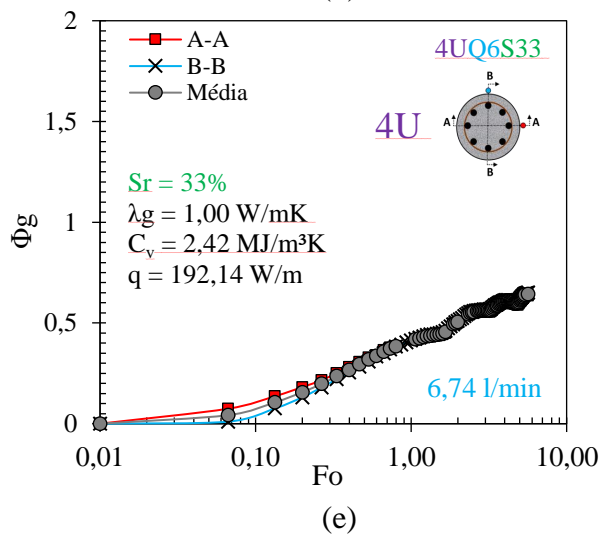 A-A
B-B
Média
4UQ6S33
B
A
A
B
4U
Sr = 33%
λg = 1,00 W/mK
Cᵥ = 2,42 MJ/m³K
q = 192,14 W/m
6,74 l/min
Φg
2
1,5
1
0,5
0
0,01
0,10
1,00
10,00
Fo
(e)